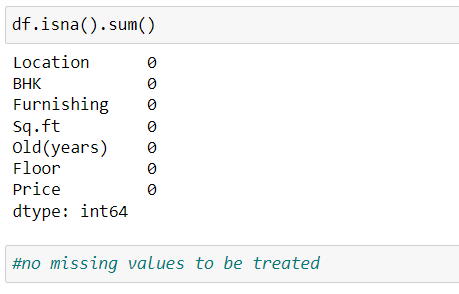 df.isna().sum()
Location 0
BHK 0
Furnishing 0
Sq.ft 0
Old(years) 0
Floor 0
Price 0
dtype: int64
#no missing values to be treated